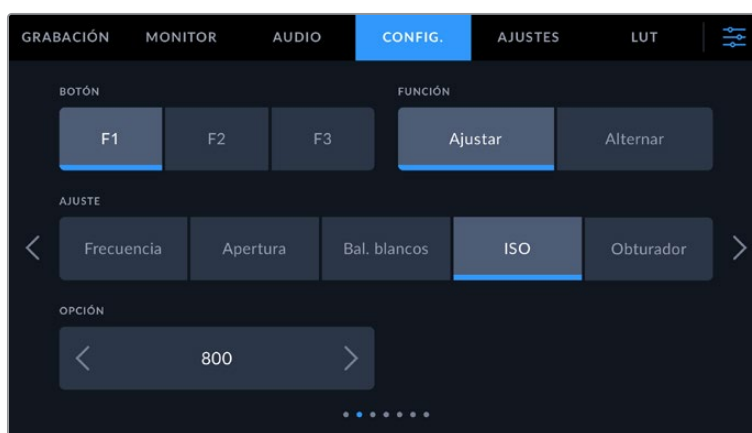 GRABACIÓN MONITOR AUDIO CONFIG. AJUSTES LUT
BOTÓN FUNCIÓN
F1 F2 F3 Ajustar Alternar
AJUSTE
Frecuencia Apertura Bal. blancos ISO Obturador
OPCIÓN
800